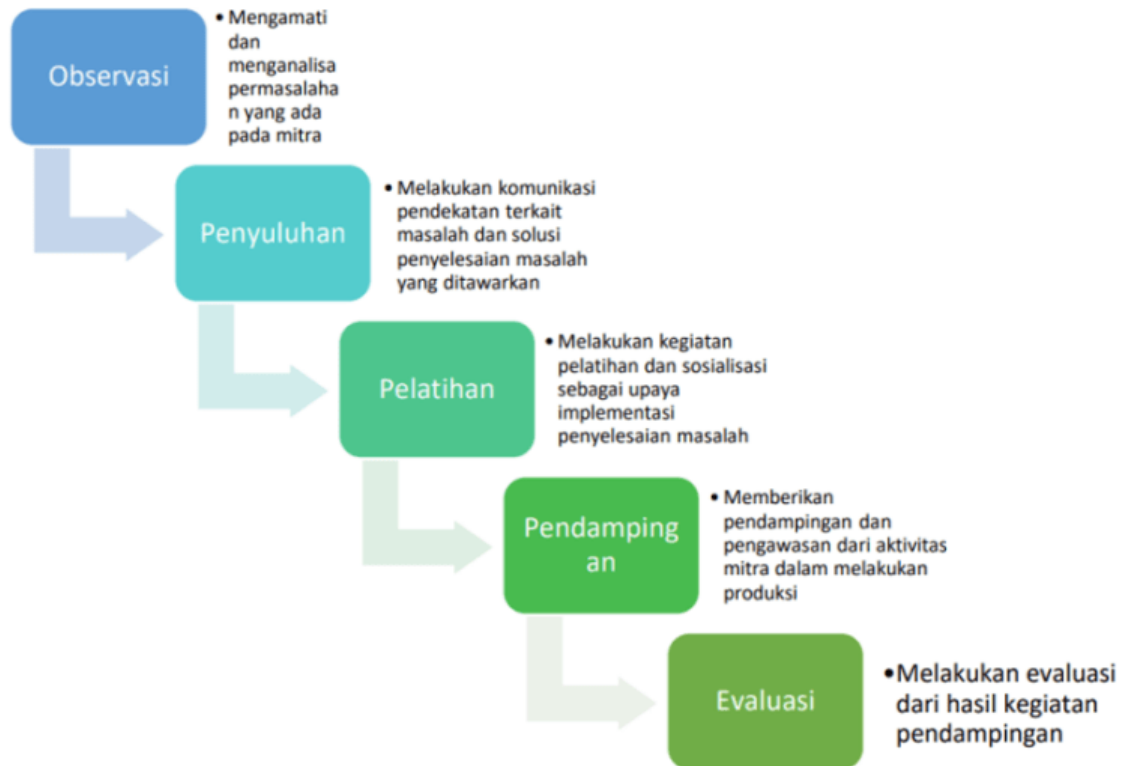 Observasi
• Mengamati
dan
menganalisa
permasalaha
n yang ada
pada mitra
Penyuluhan
• Melakukan komunikasi
pendekatan terkait
masalah dan solusi
penyelesaian masalah
yang ditawarkan
Pelatihan
• Melakukan kegiatan
pelatihan dan sosialisasi
sebagai upaya
implementasi
penyelesaian masalah
Pendamping
an
• Memberikan
pendampingan dan
pengawasan dari aktivitas
mitra dalam melakukan
produksi
Evaluasi
•Melakukan evaluasi
dari hasil kegiatan
pendampingan